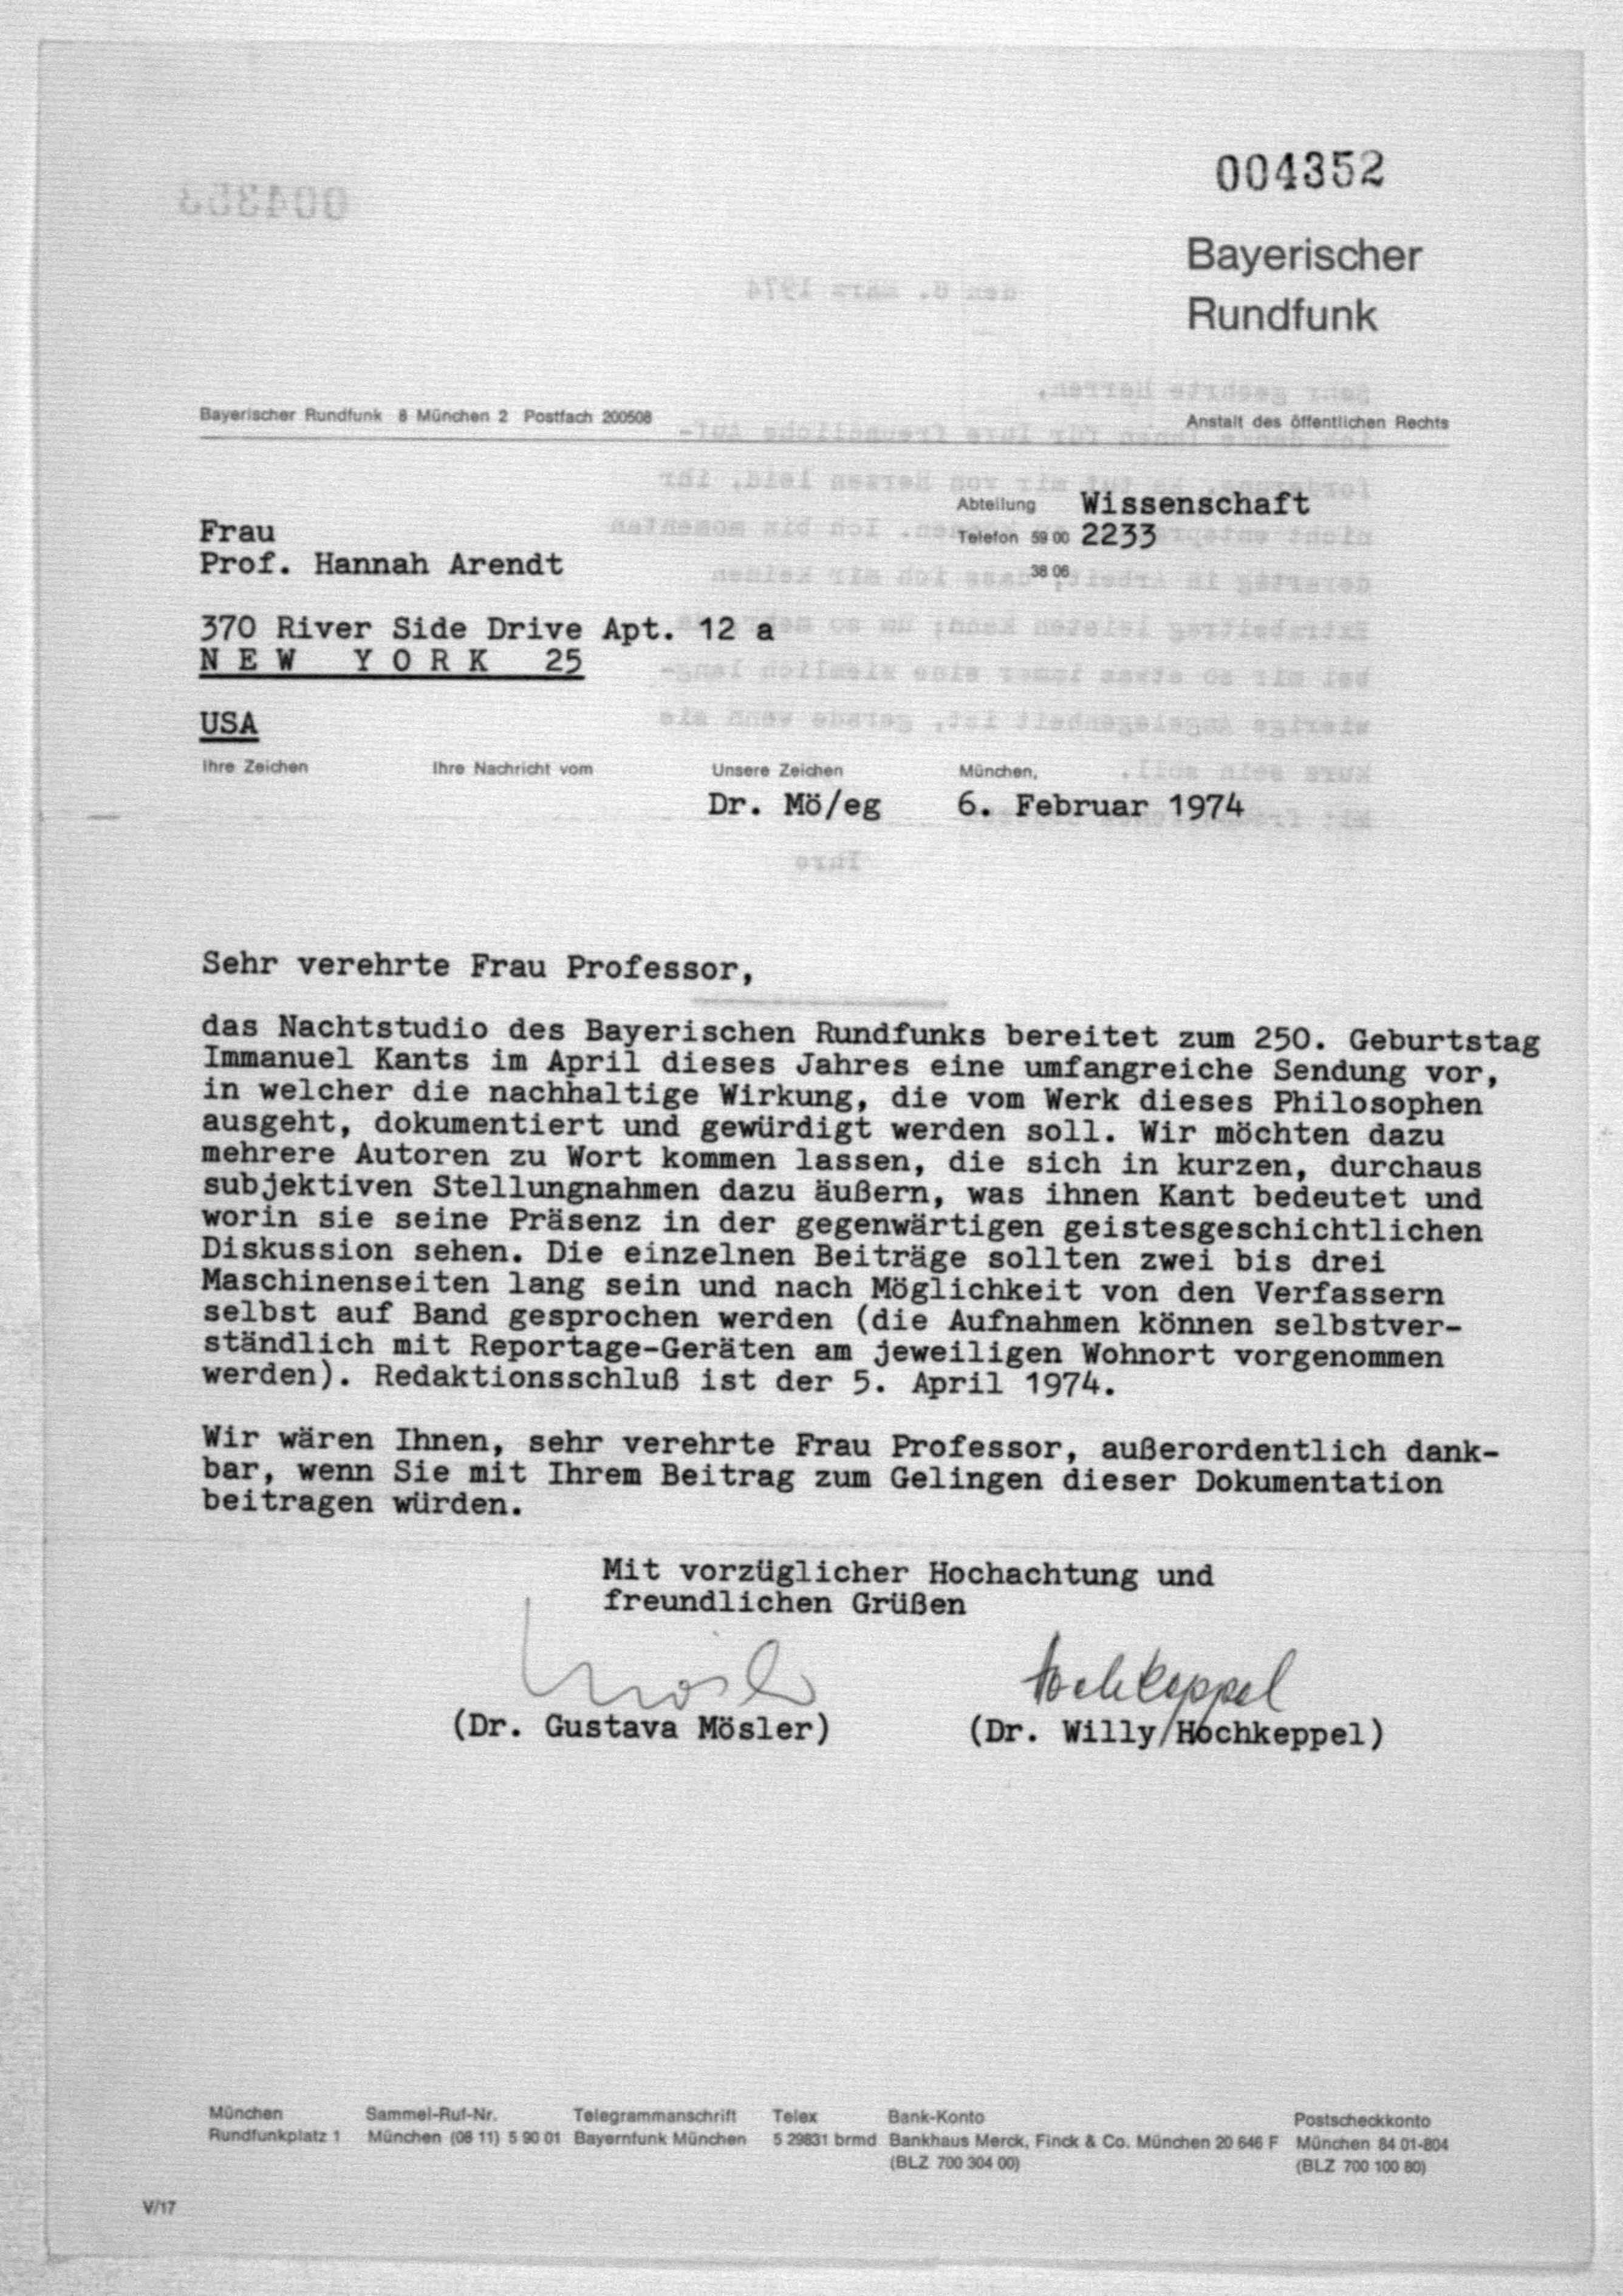 004352
Bayerischer
Rundfunk
Bayerischer Rundfunk 8 München 2 Postfach 200508
Anstalt des öffentlichen Rechts
Abteilung Wissenschaft
Telefon 59 00 2233
38 06
Frau
Prof. Hannah Arendt
370 River Side Drive Apt. 12 a
N E W Y O R K 25
USA
Ihre Zeichen Ihre Nachricht vom Unsere Zeichen München,
Dr. Mö/eg 6. Februar 1974
Sehr verehrte Frau Professor,
das Nachtstudio des Bayerischen Rundfunks bereitet zum 250. Geburtstag
Immanuel Kants im April dieses Jahres eine umfangreiche Sendung vor,
in welcher die nachhaltige Wirkung, die vom Werk dieses Philosophen
ausgeht, dokumentiert und gewürdigt werden soll. Wir möchten dazu
mehrere Autoren zu Wort kommen lassen, die sich in kurzen, durchaus
subjektiven Stellungnahmen dazu äußern, was ihnen Kant bedeutet und
worin sie seine Präsenz in der gegenwärtigen geistesgeschichtlichen
Diskussion sehen. Die einzelnen Beiträge sollten zwei bis drei
Maschinenseiten lang sein und nach Möglichkeit von den Verfassern
selbst auf Band gesprochen werden (die Aufnahmen können selbstver-
ständlich mit Reportage-Geräten am jeweiligen Wohnort vorgenommen
werden). Redaktionsschluß ist der 5. April 1974.
Wir wären Ihnen, sehr verehrte Frau Professor, außerordentlich dank-
bar, wenn Sie mit Ihrem Beitrag zum Gelingen dieser Dokumentation
beitragen würden.
Mit vorzüglicher Hochachtung und
freundlichen Grüßen
Mösler Hochkeppel
(Dr. Gustava Mösler) (Dr. Willy Hochkeppel)
München Sammel-Ruf-Nr. Telegrammanschrift Telex Bank-Konto Postscheckkonto
Rundfunkplatz 1 München (08 11) 5 90 01 Bayernfunk München 5 29831 brmd Bankhaus Merck, Finck & Co. München 20 646 F München 84 01-804
(BLZ 700 304 00) (BLZ 700 100 80)
V/17